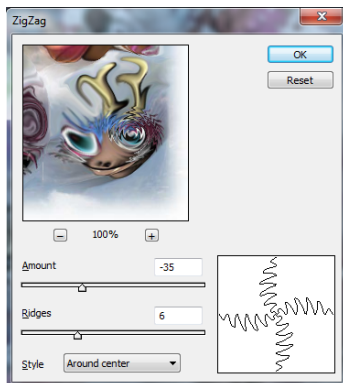 ZigZag
OK
Reset
100%
Amount -35
Ridges 6
Style Around center